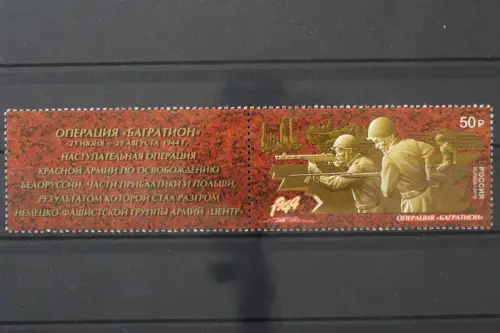 ОПЕРАЦИЯ «БАГРАТИОН»
23 ИЮНЯ - 29 АВГУСТА 1944 Г.
НАСТУПАТЕЛЬНАЯ ОПЕРАЦИЯ
КРАСНОЙ АРМИИ ПО ОСВОБОЖДЕНИЮ
БЕЛОРУССИИ, ЧАСТИ ПРИБАЛТИКИ И ПОЛЬШИ,
РЕЗУЛЬТАТОМ КОТОРОЙ СТАЛ РАЗГРОМ
НЕМЕЦКО-ФАШИСТСКОЙ ГРУППЫ АРМИЙ «ЦЕНТР»
50 ₽
РОССИЯ
ОПЕРАЦИЯ «БАГРАТИОН»